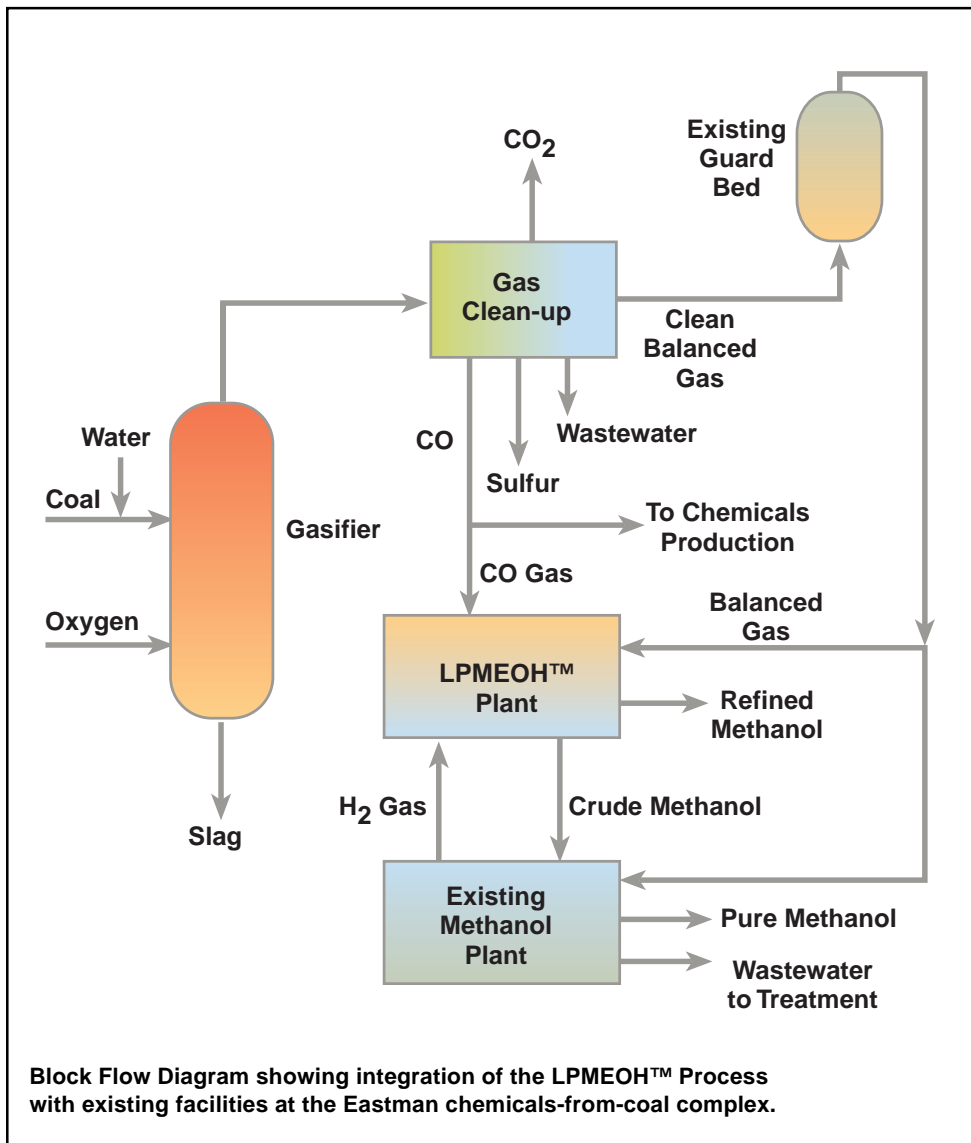 CO2
Existing
Guard
Bed
Gas
Clean-up
Clean
Balanced
Gas
Water
Coal
Oxygen
Gasifier
Slag
CO
Sulfur
Wastewater
To Chemicals
Production
CO Gas
Balanced
Gas
LPMEOH™
Plant
Refined
Methanol
H2 Gas
Crude Methanol
Existing
Methanol
Plant
Pure Methanol
Wastewater
to Treatment
Block Flow Diagram showing integration of the LPMEOH™ Process
with existing facilities at the Eastman chemicals-from-coal complex.